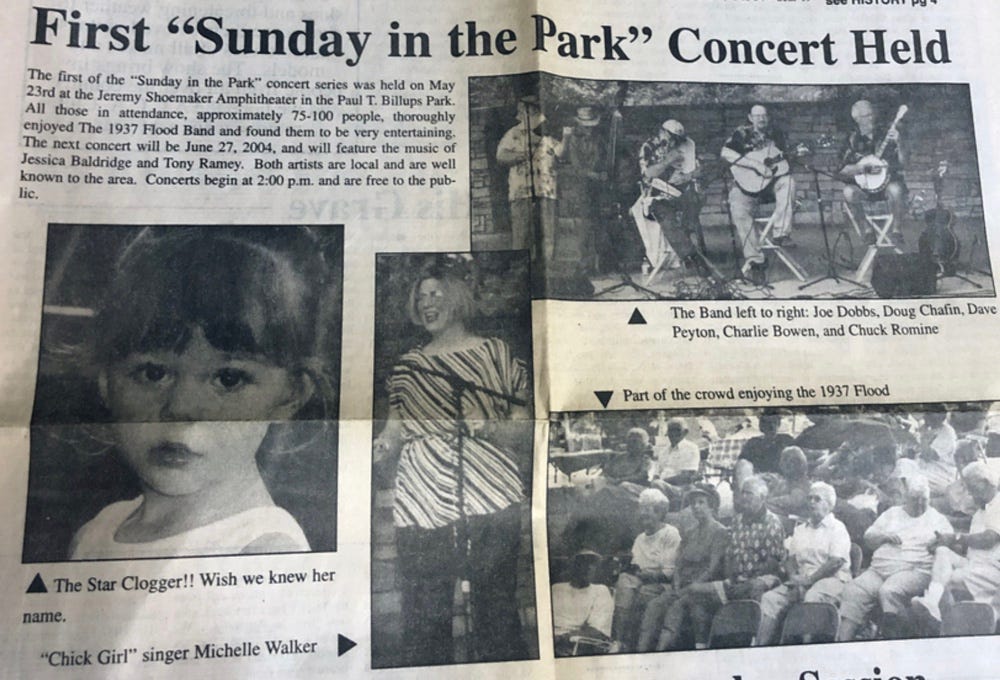 see HISTORY pg 4
First “Sunday in the Park” Concert Held
The first of the “Sunday in the Park” concert series was held on May
23rd at the Jeremy Shoemaker Amphitheater in the Paul T. Billups Park.
All those in attendance, approximately 75-100 people, thoroughly
enjoyed The 1937 Flood Band and found them to be very entertaining.
The next concert will be June 27, 2004, and will feature the music of
Jessica Baldridge and Tony Ramey. Both artists are local and are well
known to the area. Concerts begin at 2:00 p.m. and are free to the pub-
lic.
▲ The Band left to right: Joe Dobbs, Doug Chafin, Dave
Peyton, Charlie Bowen, and Chuck Romine
▼ Part of the crowd enjoying the 1937 Flood
▲ The Star Clogger!! Wish we knew her
name.
“Chick Girl” singer Michelle Walker ▶
Session